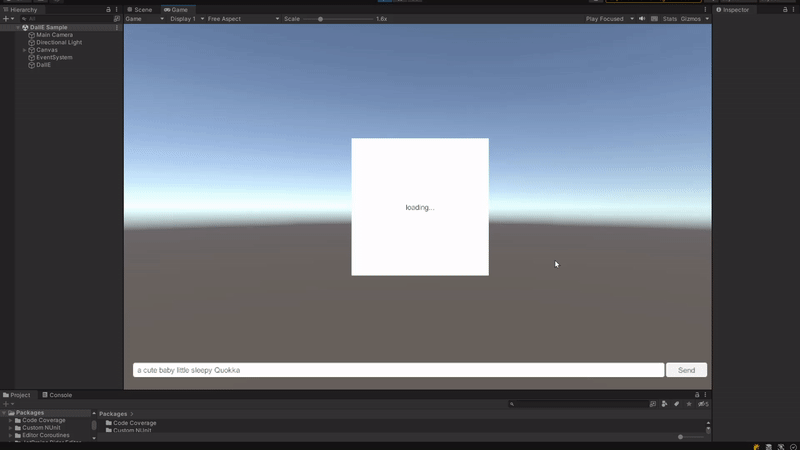 Hierarchy
Scene
Game
Inspector
Game
Display 1
Free Aspect
Scale
1.6x
Play Focused
Stats
Gizmos
All
DallE Sample
Main Camera
Directional Light
Canvas
EventSystem
DallE
loading...
a cute baby little sleepy Quokka
Send
Project
Console
Packages
Code Coverage
Custom NUnit
Editor Coroutines
Packages
Code Coverage
Custom NUnit